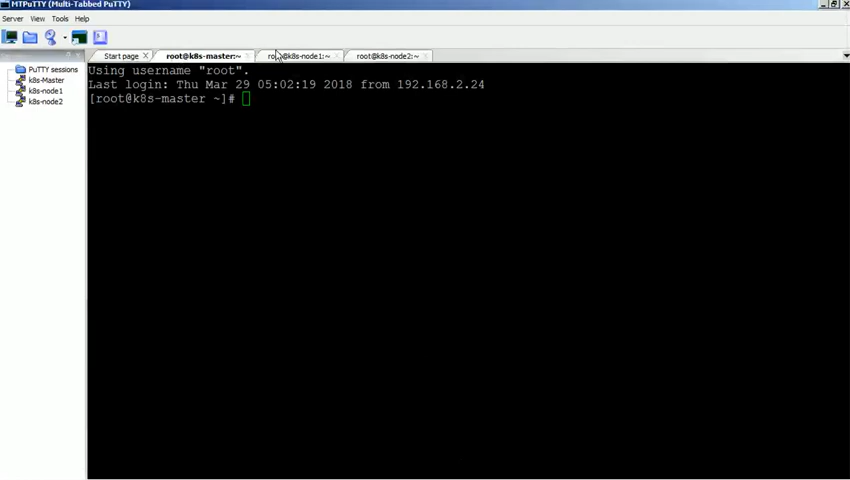 MTPuTTY (Multi-Tabbed PuTTY)
Server View Tools Help
Start page root@k8s-master:~ root@k8s-node1:~ root@k8s-node2:~
PuTTY sessions
k8s-Master
k8s-node1
k8s-node2
Using username "root".
Last login: Thu Mar 29 05:02:19 2018 from 192.168.2.24
[root@k8s-master ~]#